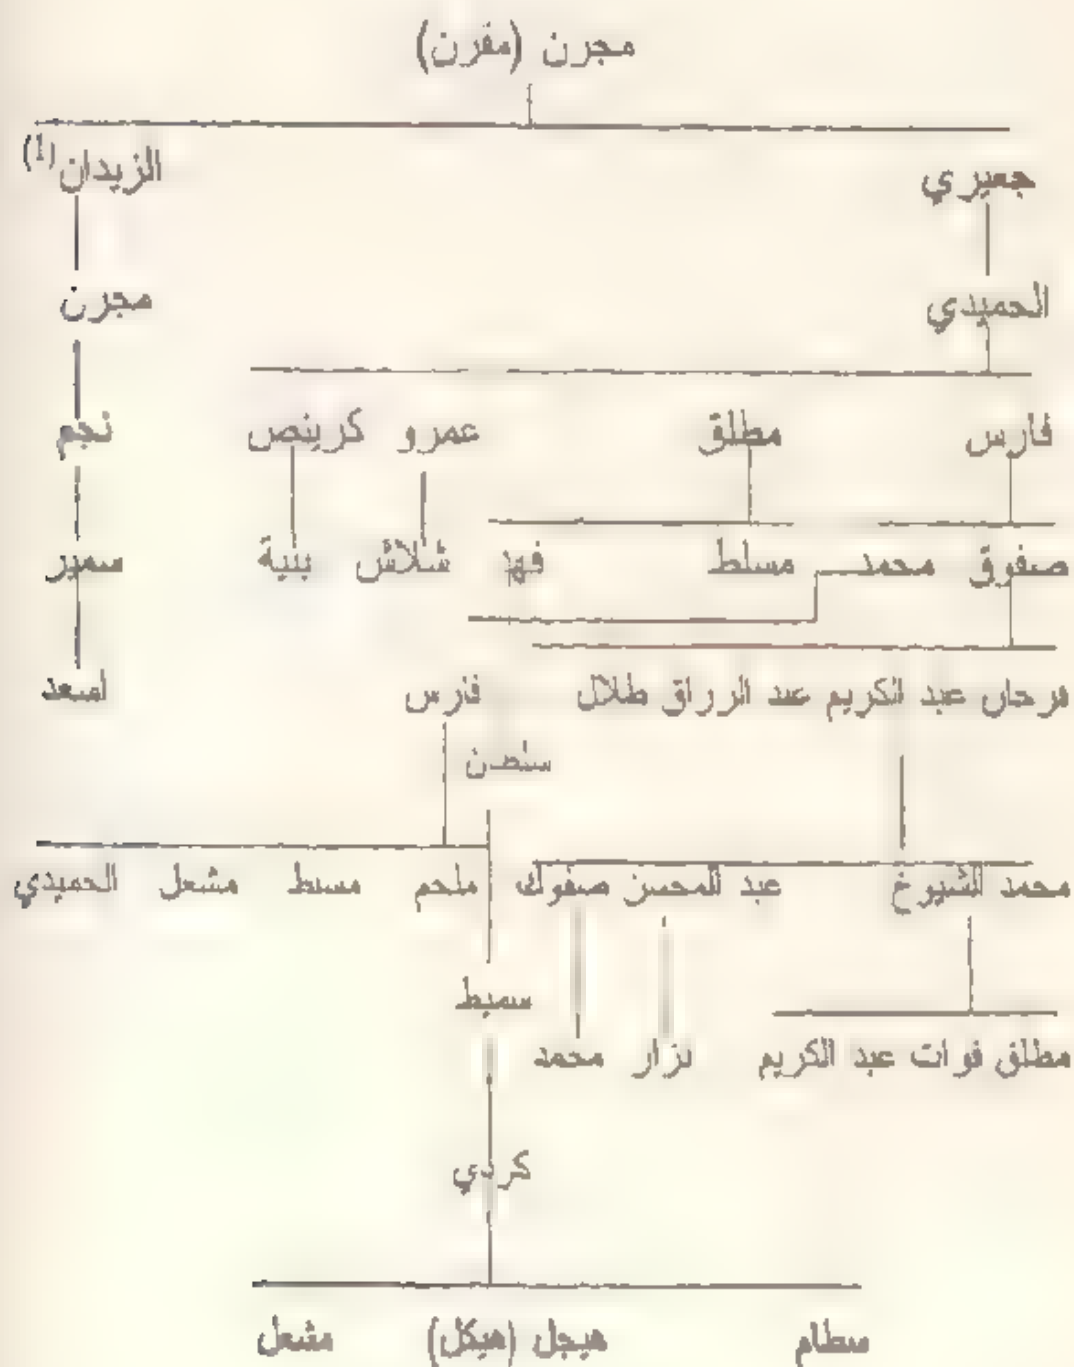 مجرن (مقرن)
جعيري الزيدان(1)
الحميدي مجرن
فارس مطلق عمرو كرينص نجم
صفوق محمد مسلط فهد شلاش بنية سمير
فرحان عبد الكريم عبد الرزاق طلال فارس اسعد
سلطان
محمد الشيوخ عبد المحسن صفوك ملحم مسلط مشعل الحميدي
سميط
مطلق فوات عبد الكريم نزار محمد
كردي
سطام هيجل (هيكل) مشعل